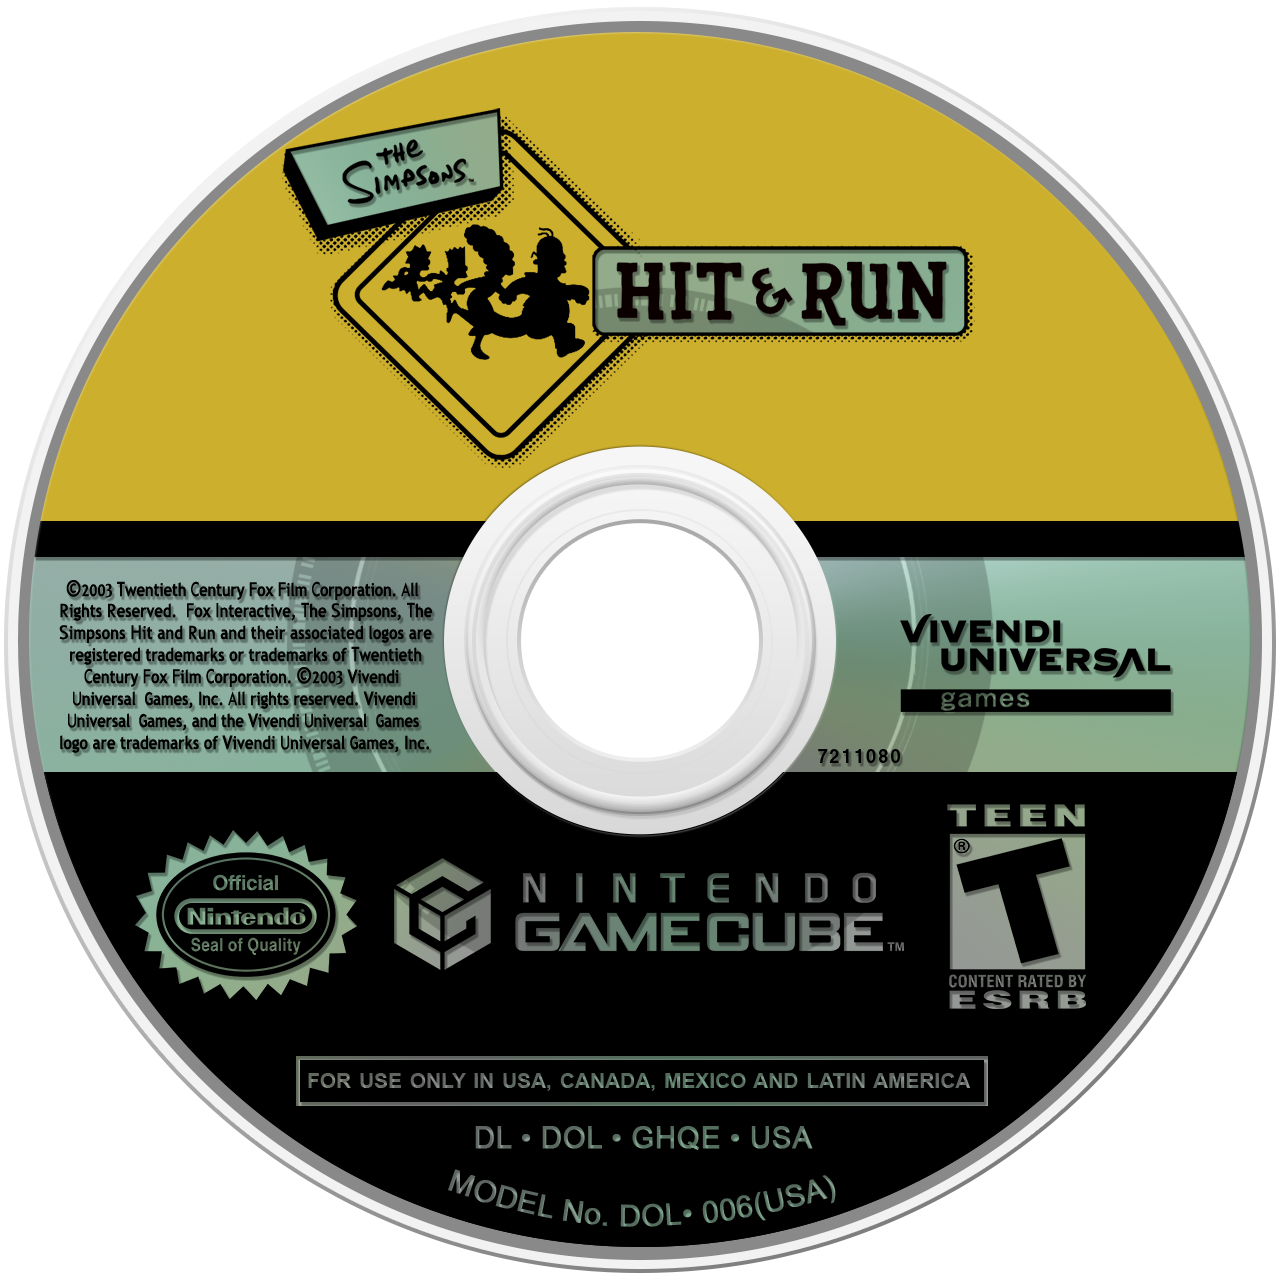 THE
SIMPSONS™
HIT & RUN
©2003 Twentieth Century Fox Film Corporation. All
Rights Reserved. Fox Interactive, The Simpsons, The
Simpsons Hit and Run and their associated logos are
registered trademarks or trademarks of Twentieth
Century Fox Film Corporation. ©2003 Vivendi
Universal Games, Inc. All rights reserved. Vivendi
Universal Games, and the Vivendi Universal Games
logo are trademarks of Vivendi Universal Games, Inc.
VIVENDI
UNIVERSAL
games
7211080
Official
Nintendo®
Seal of Quality
NINTENDO
GAMECUBE™
TEEN
®
T
CONTENT RATED BY
ESRB
FOR USE ONLY IN USA, CANADA, MEXICO AND LATIN AMERICA
DL • DOL • GHQE • USA
MODEL No. DOL• 006(USA)